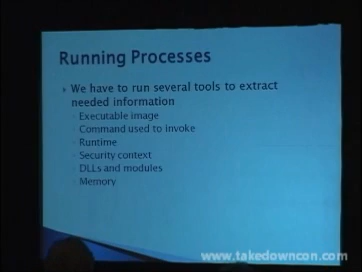 Running Processes
We have to run several tools to extract
needed information
Executable image
Command used to invoke
Runtime
Security context
DLLs and modules
Memory
www.takedowncon.com